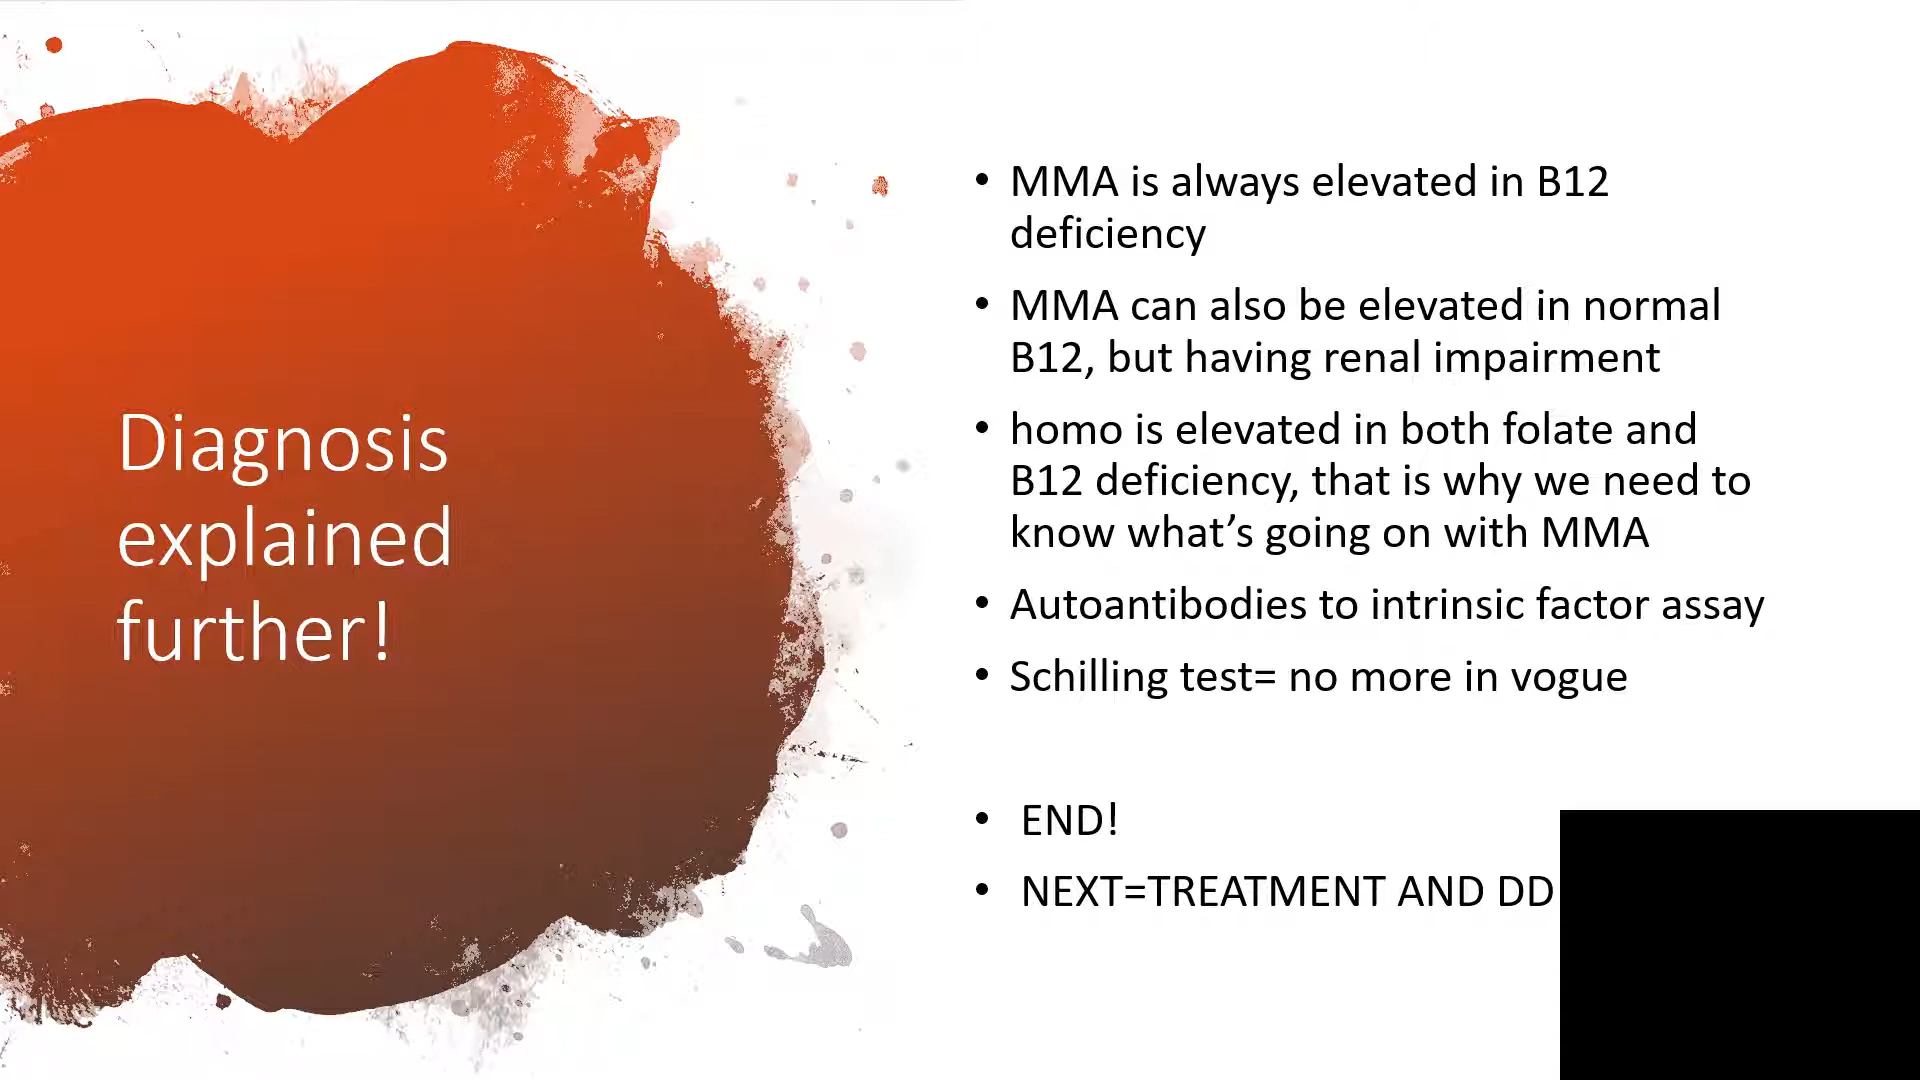 Diagnosis
explained
further!
• MMA is always elevated in B12
deficiency
• MMA can also be elevated in normal
B12, but having renal impairment
• homo is elevated in both folate and
B12 deficiency, that is why we need to
know what’s going on with MMA
• Autoantibodies to intrinsic factor assay
• Schilling test= no more in vogue
• END!
• NEXT=TREATMENT AND DD